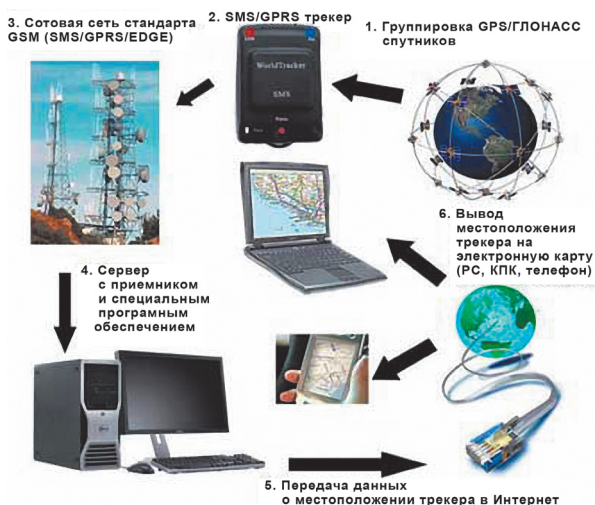 3. Сотовая сеть стандарта
GSM (SMS/GPRS/EDGE)
2. SMS/GPRS трекер
1. Группировка GPS/ГЛОНАСС
спутников
WorldTracker
SMS
6. Вывод
местоположения
трекера на
электронную карту
(PC, КПК, телефон)
4. Сервер
с приемником
и специальным
програмным
обеспечением
5. Передача данных
о местоположении трекера в Интернет